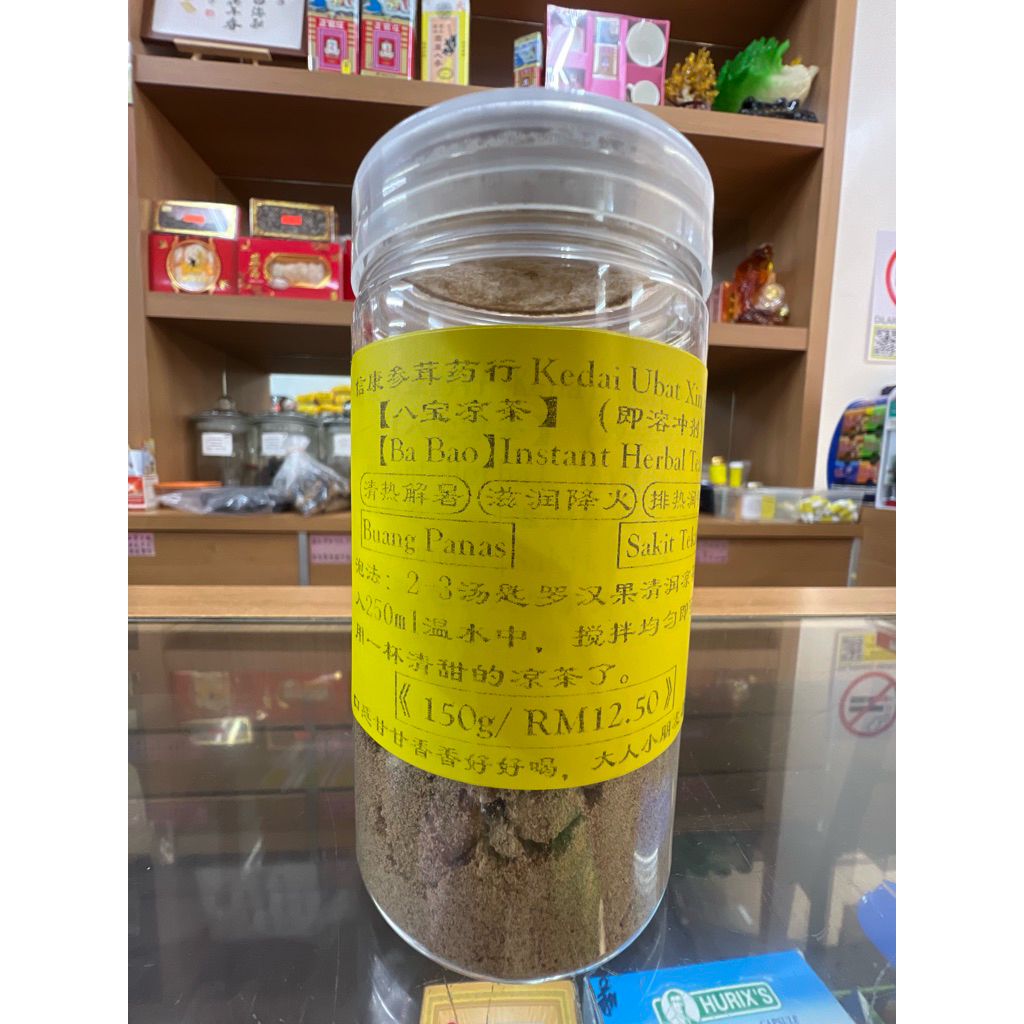 信康参茸药行 Kedai Ubat Xin
【八宝凉茶】（即溶冲剂
【Ba Bao】Instant Herbal Tea
清热解暑 滋润降火 排热
Buang Panas Sakit Tek
泡法：2-3汤匙罗汉果清润凉
入250ml温水中，搅拌均匀即
用一杯清甜的凉茶了。
《150g/ RM12.50》
甘甘香香好好喝，大人小朋
HURIX'S
CAPSULE